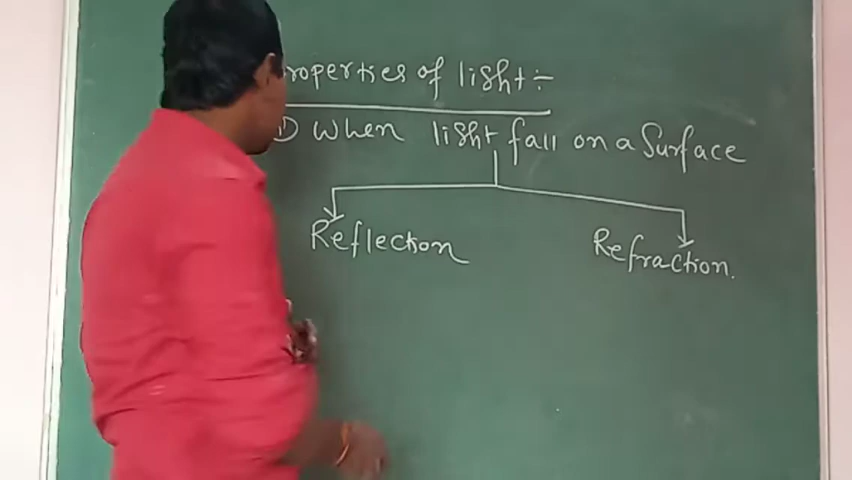 roperties of light :-
1) When light fall on a Surface
Reflection
Refraction.